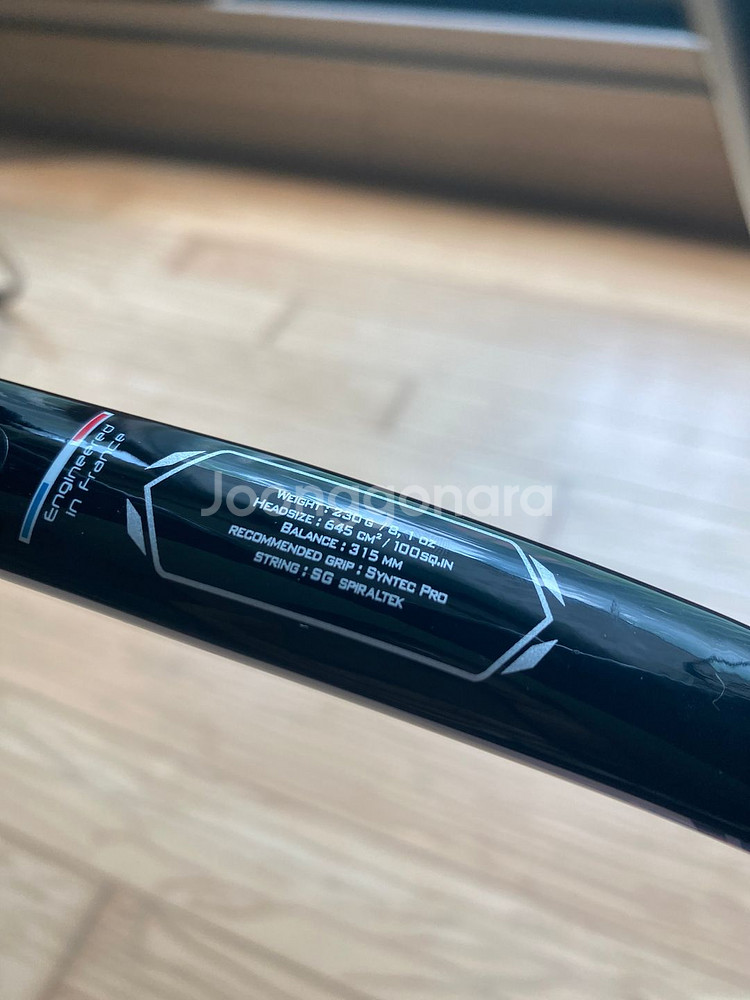 Engineered
in France
Joonggonara
WEIGHT : 230 G / 8, 1 OZ
HEADSIZE : 645 CM² / 100SQ.IN
BALANCE : 315 MM
RECOMMENDED GRIP : SYNTEC PRO
STRING : SG SPIRALTEK